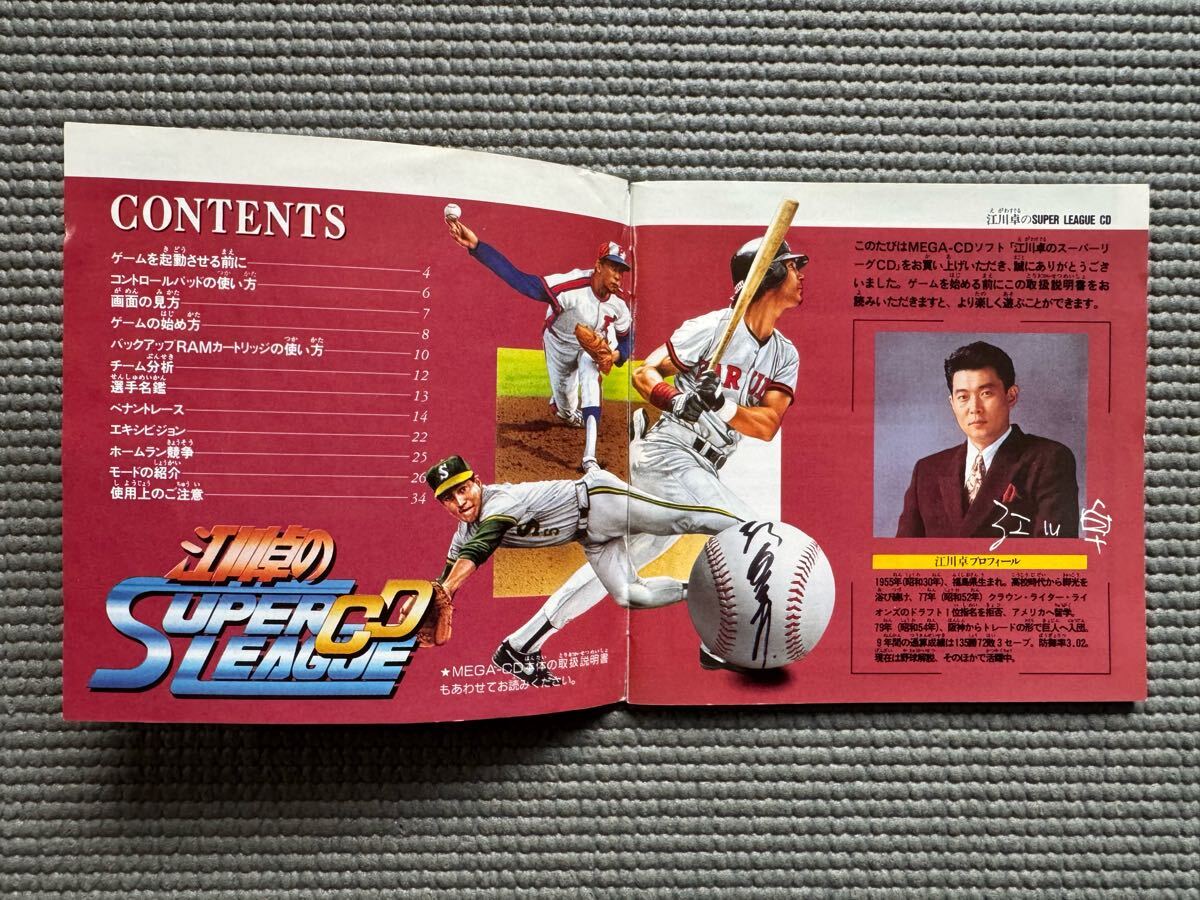 CONTENTS
ゲームを起動させる前に 4
コントロールパッドの使い方 6
画面の見方 7
ゲームの始め方 8
バックアップRAMカートリッジの使い方 10
チーム分析 12
選手名鑑 13
ペナントレース 14
エキシビジョン 22
ホームラン競争 25
モードの紹介 26
使用上のご注意 34
江川卓の
SUPER
LEAGUE CD
★MEGA-CD本体の取扱説明書
もあわせてお読みください。
江川卓のSUPER LEAGUE CD
このたびはMEGA-CDソフト「江川卓のスーパーリ
ーグCD」をお買い上げいただき、誠にありがとうござ
いました。ゲームを始める前にこの取扱説明書をお
読みいただきますと、より楽しく遊ぶことができます。
江川 卓
江川 卓プロフィール
1955年(昭和30年)、福島県生まれ。高校時代から脚光を
浴び続け、77年(昭和52年)クラウン・ライター・ライ
オンズのドラフト1位指名を拒否、アメリカへ留学。
79年(昭和54年)、阪神からトレードの形で巨人へ入団。
9年間の通算成績は135勝72敗3セーブ。防御率3.02。
現在は野球解説、そのほかで活躍中。
S
S